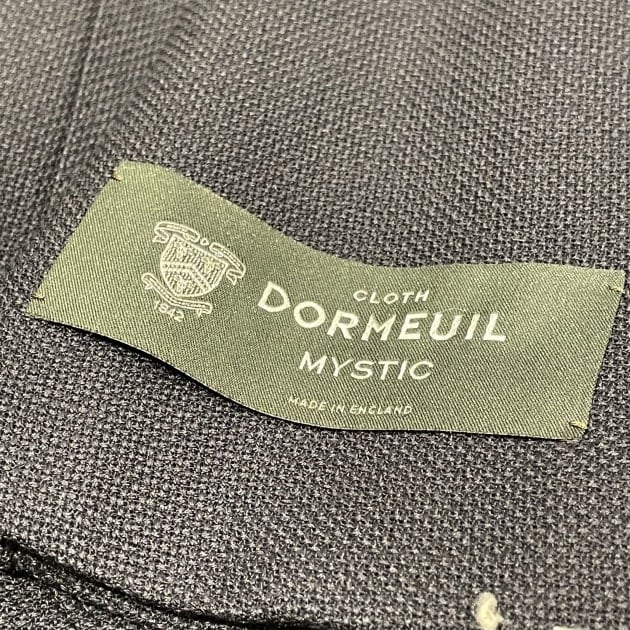 1842
CLOTH
DORMEUIL
MYSTIC
MADE IN ENGLAND